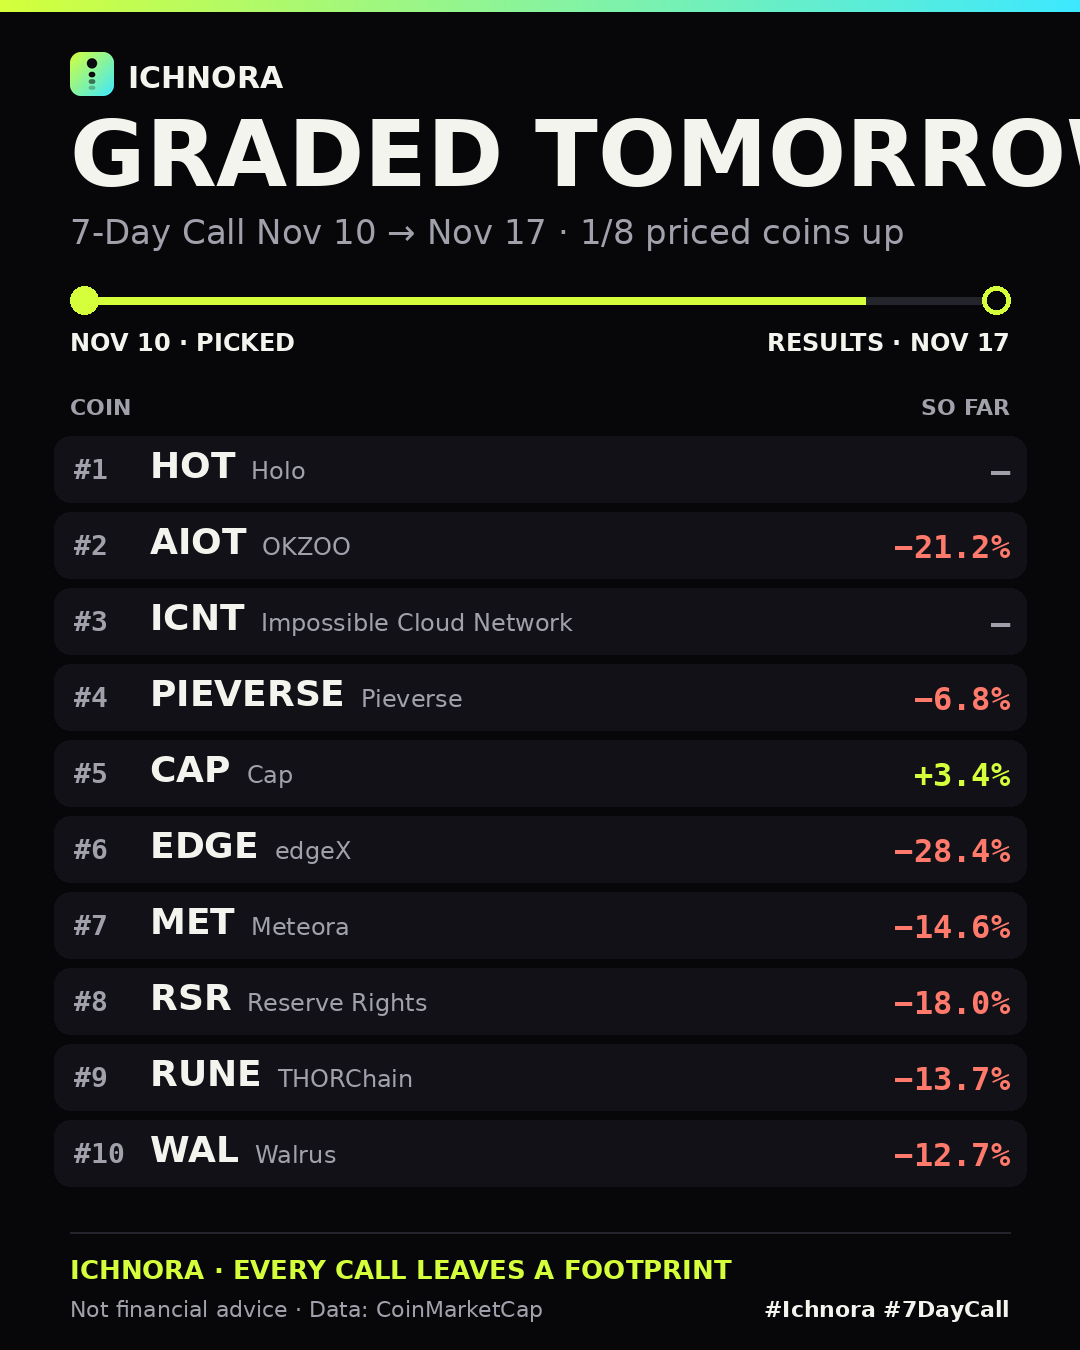 ICHNORA
GRADED TOMORROW
7-Day Call Nov 10 → Nov 17 · 1/8 priced coins up
NOV 10 · PICKED RESULTS · NOV 17
COIN SO FAR
#1 HOT Holo —
#2 AIOT OKZOO −21.2%
#3 ICNT Impossible Cloud Network —
#4 PIEVERSE Pieverse −6.8%
#5 CAP Cap +3.4%
#6 EDGE edgeX −28.4%
#7 MET Meteora −14.6%
#8 RSR Reserve Rights −18.0%
#9 RUNE THORChain −13.7%
#10 WAL Walrus −12.7%
ICHNORA · EVERY CALL LEAVES A FOOTPRINT
Not financial advice · Data: CoinMarketCap #Ichnora #7DayCall